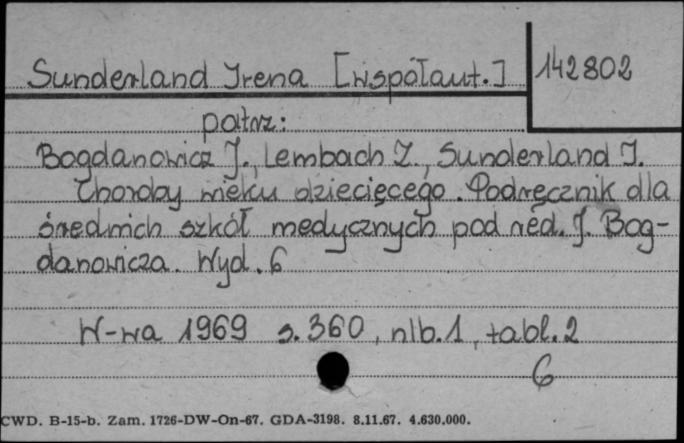 Sunderland Irena [współaut.] 142802
patrz:
Bogdanowicz J., Lembach Z., Sunderland I.
Choroby wieku dziecięcego. Podręcznik dla
średnich szkół medycznych pod red. J. Bog-
danowicza. Wyd. 6
W-wa 1969 s. 360, nlb. 1, tabl. 2
6
CWD. B-15-b. Zam. 1726-DW-On-67. GDA-3198. 8.11.67. 4.630.000.